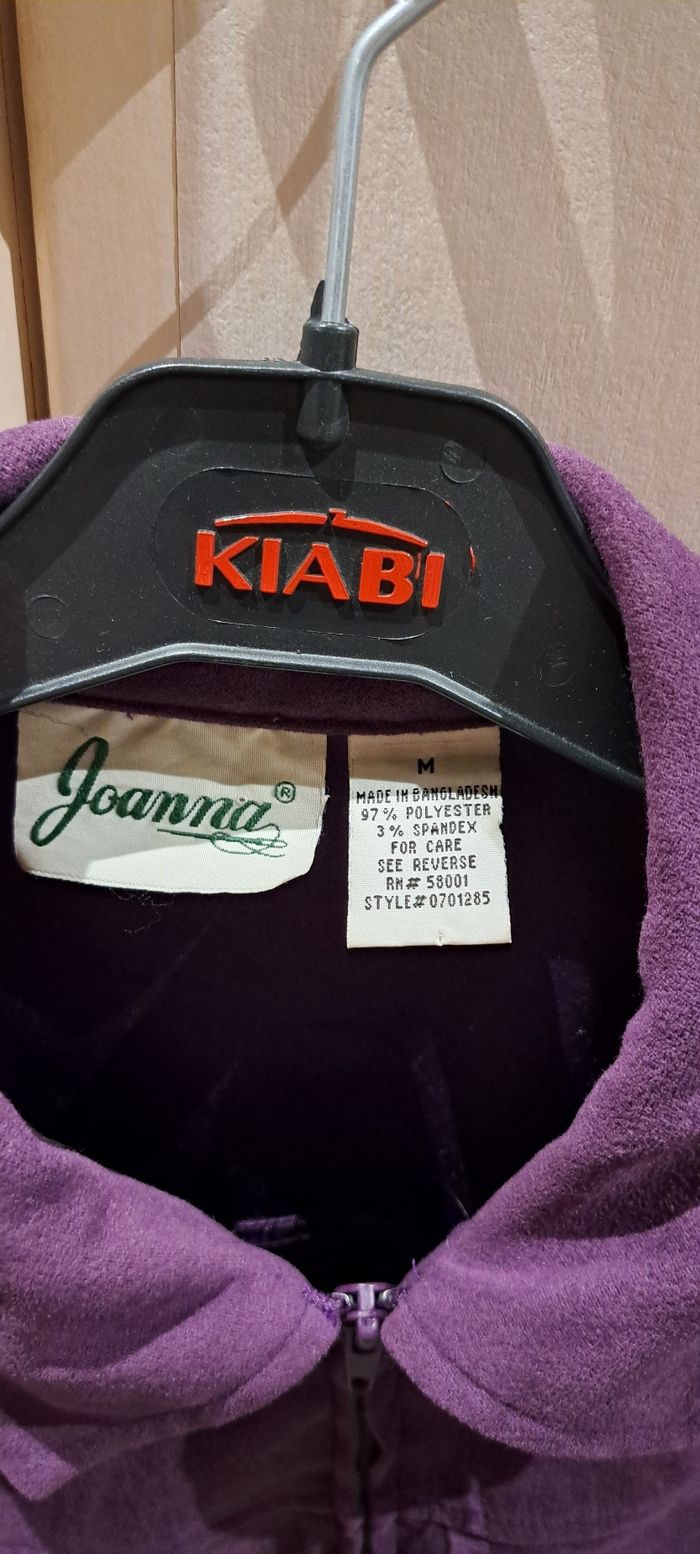 KIABI
Joanna®
M
MADE IN BANGLADESH
97% POLYESTER
3% SPANDEX
FOR CARE
SEE REVERSE
RN# 58001
STYLE#0701285